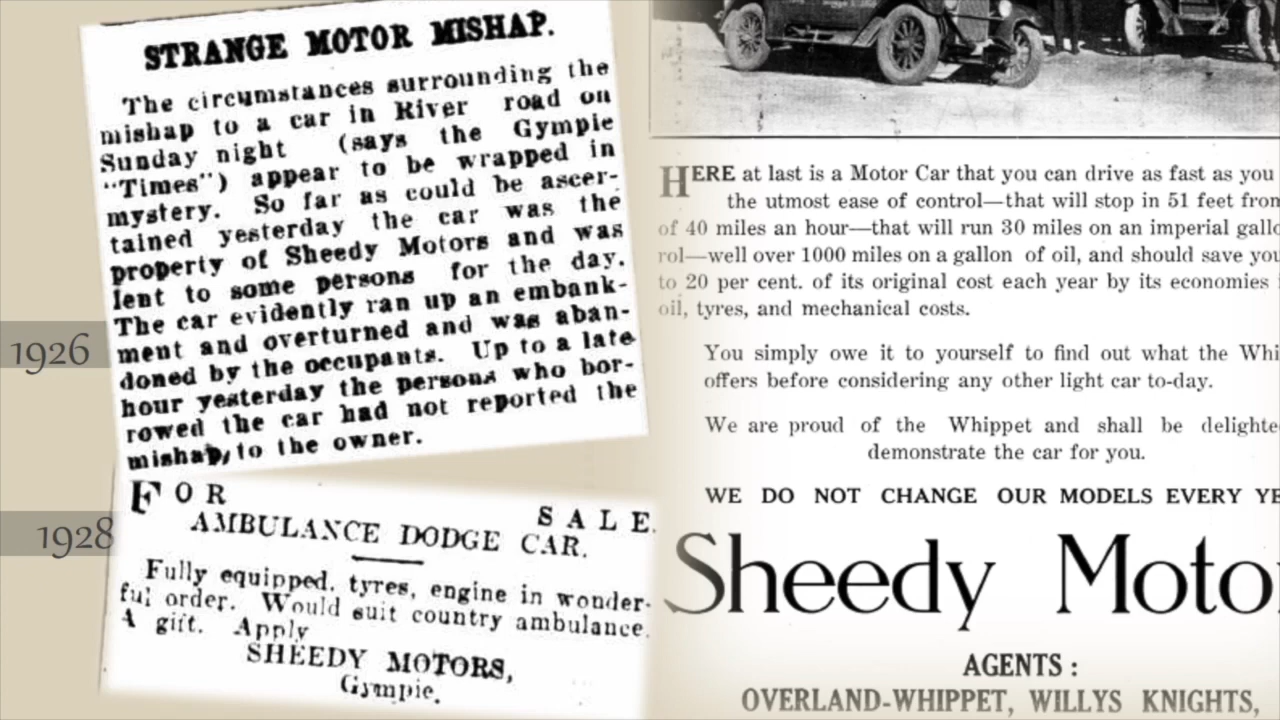 STRANGE MOTOR MISHAP.
The circumstances surrounding the
mishap to a car in River road on
Sunday night (says the Gympie
"Times") appear to be wrapped in
mystery. So far as could be ascer-
tained yesterday the car was the
property of Sheedy Motors and was
lent to some persons for the day.
The car evidently ran up an embank-
ment and overturned and was aban-
doned by the occupants. Up to a late
hour yesterday the persons who bor-
rowed the car had not reported the
mishap, to the owner.
1926
1928
FOR SALE.
AMBULANCE DODGE CAR.
Fully equipped, tyres, engine in wonder-
ful order. Would suit country ambulance.
A gift. Apply
SHEEDY MOTORS,
Gympie.
HERE at last is a Motor Car that you can drive as fast as you
the utmost ease of control—that will stop in 51 feet from
of 40 miles an hour—that will run 30 miles on an imperial gallo
rol—well over 1000 miles on a gallon of oil, and should save you
to 20 per cent. of its original cost each year by its economies
oil, tyres, and mechanical costs.
You simply owe it to yourself to find out what the Whi
offers before considering any other light car to-day.
We are proud of the Whippet and shall be delighte
demonstrate the car for you.
WE DO NOT CHANGE OUR MODELS EVERY YE
Sheedy Moto
AGENTS:
OVERLAND-WHIPPET, WILLYS KNIGHTS,